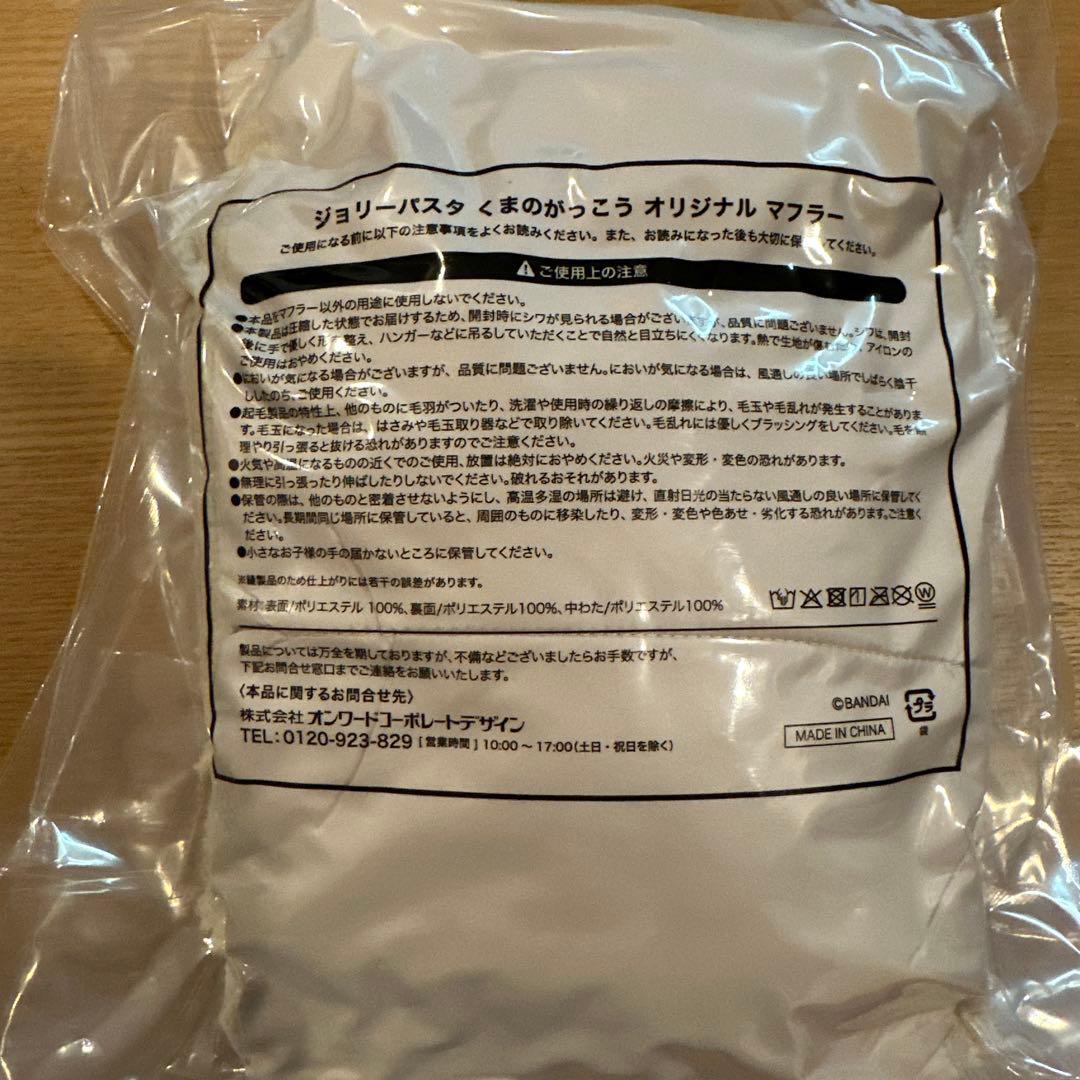 ジョリーパスタ くまのがっこう オリジナル マフラー
ご使用になる前に以下の注意事項をよくお読みください。また、お読みになった後も大切に保 してください。
ご使用上の注意
●本品をマフラー以外の用途に使用しないでください。
●本製品は圧縮した状態でお届けするため、開封時にシワが見られる場合がございますが、品質に問題ございません。シワは、開封
後に手で優しく形 整え、ハンガーなどに吊るしていただくことで自然と目立ちにくくなります。熱で生地が傷 、アイロンの
ご使用はおやめください。
●においが気になる場合がございますが、品質に問題ございません。においが気になる場合は、風通しの良い場所でしばらく陰干
ししたのち、ご使用ください。
●起毛製品の特性上、他のものに毛羽がついたり、洗濯や使用時の繰り返しの摩擦により、毛玉や毛乱れが発生することがありま
す。毛玉になった場合は、はさみや毛玉取り器などで取り除いてください。毛乱れには優しくブラッシングをしてください。毛を無
理やり引っ張ると抜ける恐れがありますのでご注意ください。
●火気や高温になるものの近くでのご使用、放置は絶対におやめください。火災や変形・変色の恐れがあります。
●無理に引っ張ったり伸ばしたりしないでください。破れるおそれがあります。
●保管の際は、他のものと密着させないようにし、高温多湿の場所は避け、直射日光の当たらない風通しの良い場所に保管してく
ださい。長期間同じ場所に保管していると、周囲のものに移染したり、変形・変色や色あせ・劣化する恐れがあります。ご注意く
ださい。
●小さなお子様の手の届かないところに保管してください。
※縫製品のため仕上がりには若干の誤差があります。
素材：表面/ポリエステル 100%、裏面/ポリエステル100%、中わた/ポリエステル100%
W
製品については万全を期しておりますが、不備などございましたらお手数ですが、
下記お問合せ窓口までご連絡をお願いいたします。
〈本品に関するお問合せ先〉
株式会社 オンワードコーポレートデザイン
TEL：0120-923-829 [営業時間] 10:00～17:00（土日・祝日を除く）
©BANDAI
MADE IN CHINA
プラ
袋